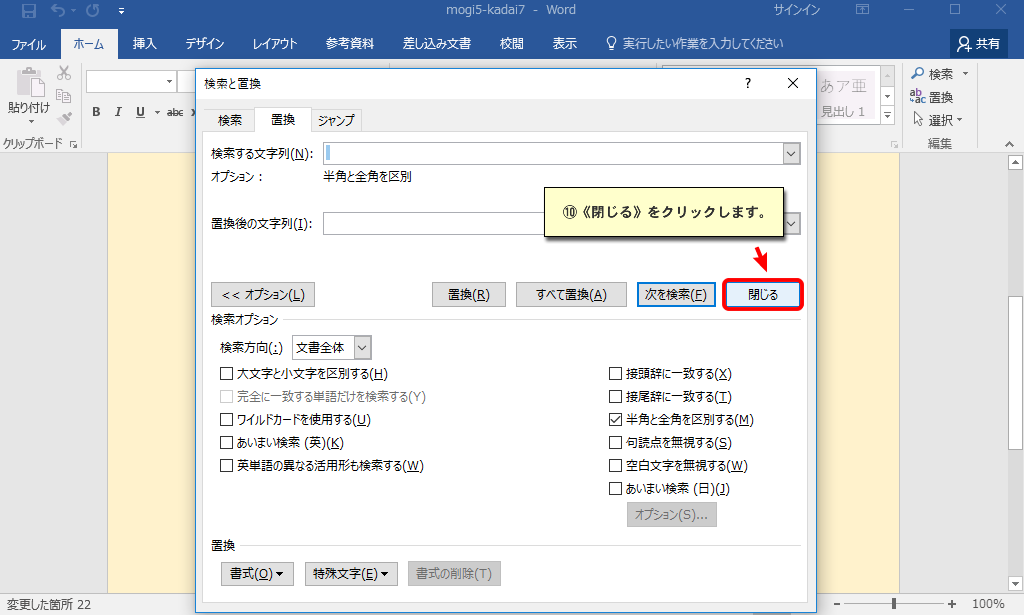 mogi5-kadai7 - Word
サインイン
ファイル ホーム 挿入 デザイン レイアウト 参考資料 差し込み文書 校閲 表示 実行したい作業を入力してください 共有
貼り付け
B I U abc
クリップボード
あア亜
見出し 1
検索
置換
選択
編集
検索と置換 ?
検索 置換 ジャンプ
検索する文字列(N):
オプション: 半角と全角を区別
⑩《閉じる》をクリックします。
置換後の文字列(I):
<< オプション(L) 置換(R) すべて置換(A) 次を検索(F) 閉じる
検索オプション
検索方向(:) 文書全体
大文字と小文字を区別する(H)
完全に一致する単語だけを検索する(Y)
ワイルドカードを使用する(U)
あいまい検索 (英)(K)
英単語の異なる活用形も検索する(W)
接頭辞に一致する(X)
接尾辞に一致する(T)
半角と全角を区別する(M)
句読点を無視する(S)
空白文字を無視する(W)
あいまい検索 (日)(J)
オプション(S)...
置換
書式(O) 特殊文字(E) 書式の削除(T)
変更した箇所 22
100%